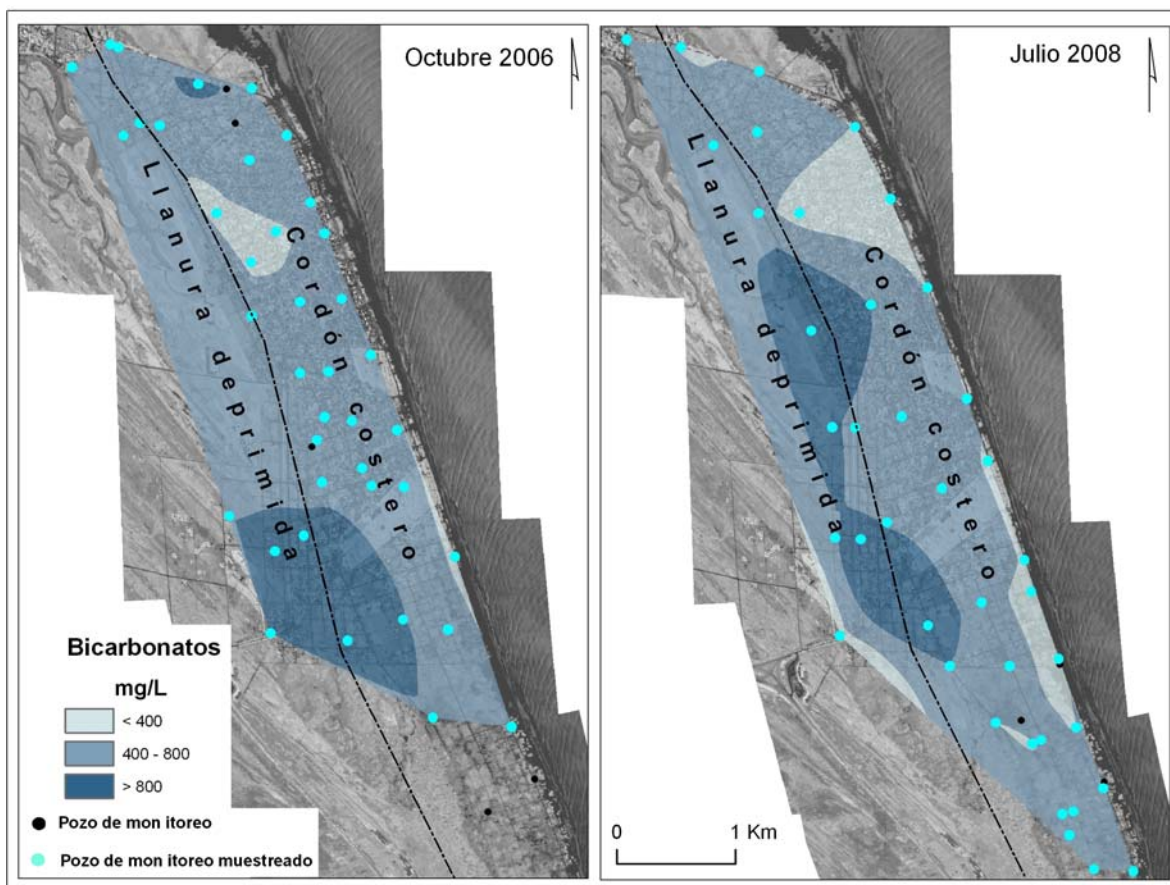 Octubre 2006
Llanura deprimida
Cordón costero
Bicarbonatos
mg/L
< 400
400 - 800
> 800
Pozo de mon itoreo
Pozo de mon itoreo muestreado
Julio 2008
Llanura deprimida
Cordón costero
0 1 Km